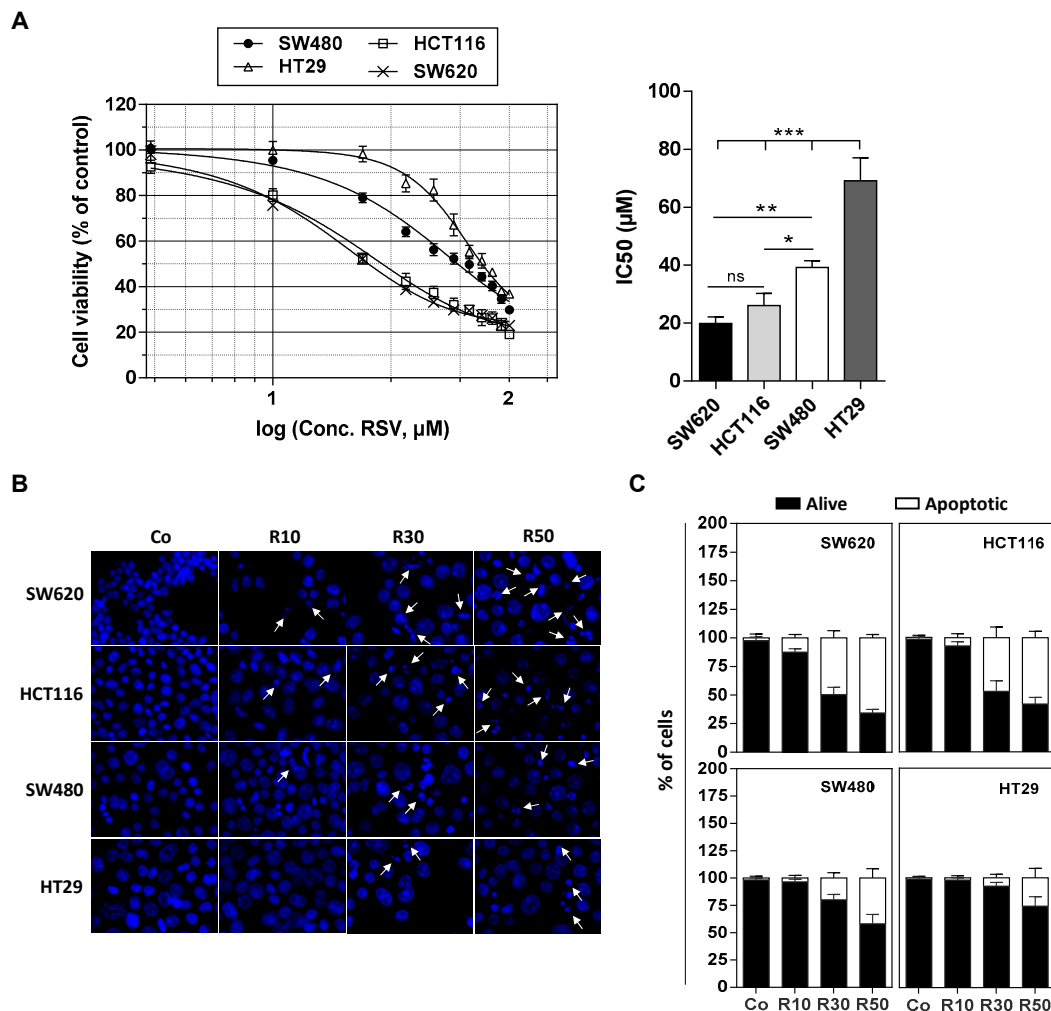 A
SW480
HCT116
HT29
SW620
120
100
80
60
40
20
0
Cell viability (% of control)
1
2
log (Conc. RSV, µM)
100
80
60
40
20
0
IC50 (µM)
***
**
*
ns
SW620
HCT116
SW480
HT29
B
Co R10 R30 R50
SW620
HCT116
SW480
HT29
C
Alive Apoptotic
% of cells
200
175
150
125
100
75
50
25
0
SW620
HCT116
200
175
150
125
100
75
50
25
0
SW480
HT29
Co R10 R30 R50
Co R10 R30 R50